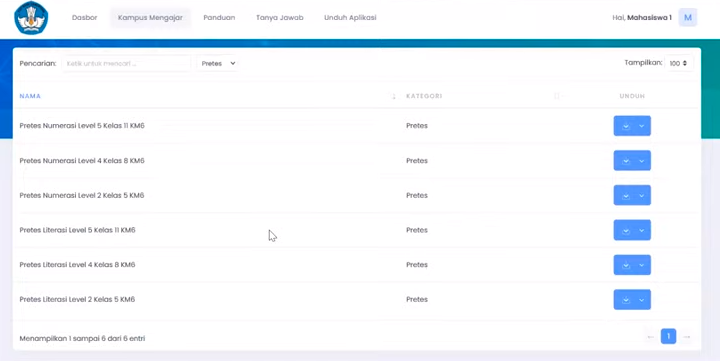 Dasbor Kampus Mengajar Panduan Tanya Jawab Unduh Aplikasi Hai, Mahasiswa 1 M
Pencarian: Ketik untuk mencari ... Pretes Tampilkan: 100
NAMA KATEGORI UNDUH
Pretes Numerasi Level 5 Kelas 11 KM6 Pretes
Pretes Numerasi Level 4 Kelas 8 KM6 Pretes
Pretes Numerasi Level 2 Kelas 5 KM6 Pretes
Pretes Literasi Level 5 Kelas 11 KM6 Pretes
Pretes Literasi Level 4 Kelas 8 KM6 Pretes
Pretes Literasi Level 2 Kelas 5 KM6 Pretes
Menampilkan 1 sampai 6 dari 6 entri ← 1 →